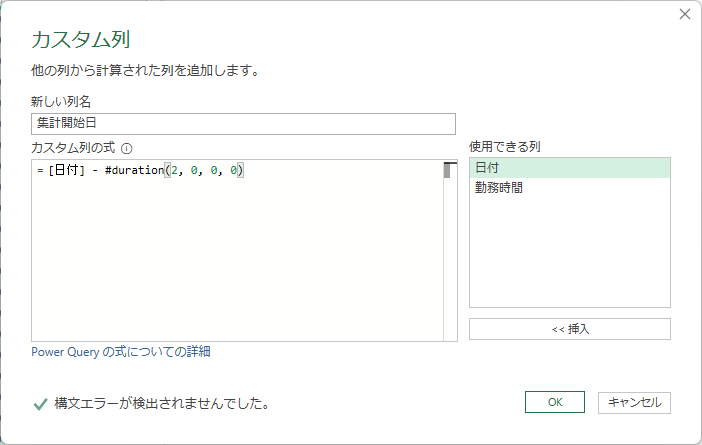 カスタム列
他の列から計算された列を追加します。
新しい列名
集計開始日
カスタム列の式
使用できる列
= [日付] - #duration(2, 0, 0, 0)
日付
勤務時間
<< 挿入
Power Query の式についての詳細
構文エラーが検出されませんでした。
OK
キャンセル